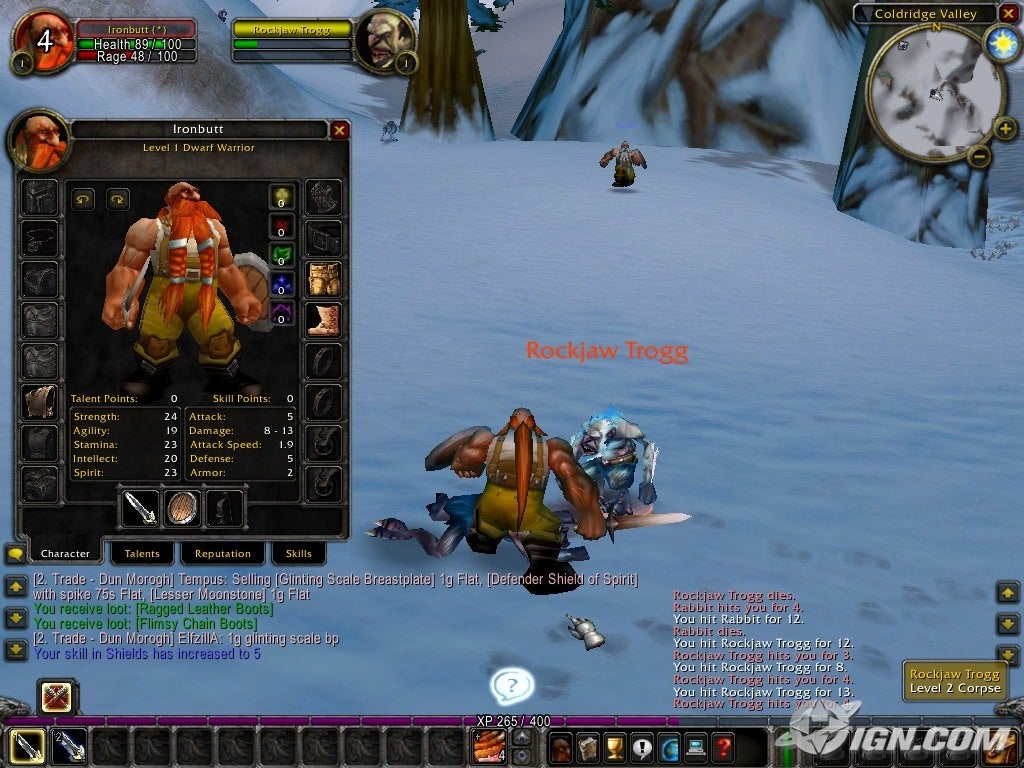 4
Ironbutt (*)
Health 89 / 100
Rage 48 / 100
1
Rockjaw Trogg
1
Coldridge Valley
N
Ironbutt
Level 1 Dwarf Warrior
0
0
0
0
0
Talent Points: 0 Skill Points: 0
Strength: 24 Attack: 5
Agility: 19 Damage: 8 - 13
Stamina: 23 Attack Speed: 1.9
Intellect: 20 Defense: 5
Spirit: 23 Armor: 2
Character Talents Reputation Skills
Rockjaw Trogg
[2. Trade - Dun Morogh] Tempus: Selling [Glinting Scale Breastplate] 1g Flat, [Defender Shield of Spirit]
with spike 75s Flat, [Lesser Moonstone] 1g Flat
You receive loot: [Ragged Leather Boots]
You receive loot: [Flimsy Chain Boots]
[2. Trade - Dun Morogh] ElfzillA: 1g glinting scale bp
Your skill in Shields has increased to 5
Rockjaw Trogg dies.
Rabbit hits you for 4.
You hit Rabbit for 12.
Rabbit dies.
You hit Rockjaw Trogg for 12.
Rockjaw Trogg hits you for 3.
You hit Rockjaw Trogg for 8.
Rockjaw Trogg hits you for 4.
You hit Rockjaw Trogg for 13.
Rockjaw Trogg hits you for 4.
Rockjaw Trogg
Level 2 Corpse
?
XP 265 / 400
2
4
!
?
IGN.COM